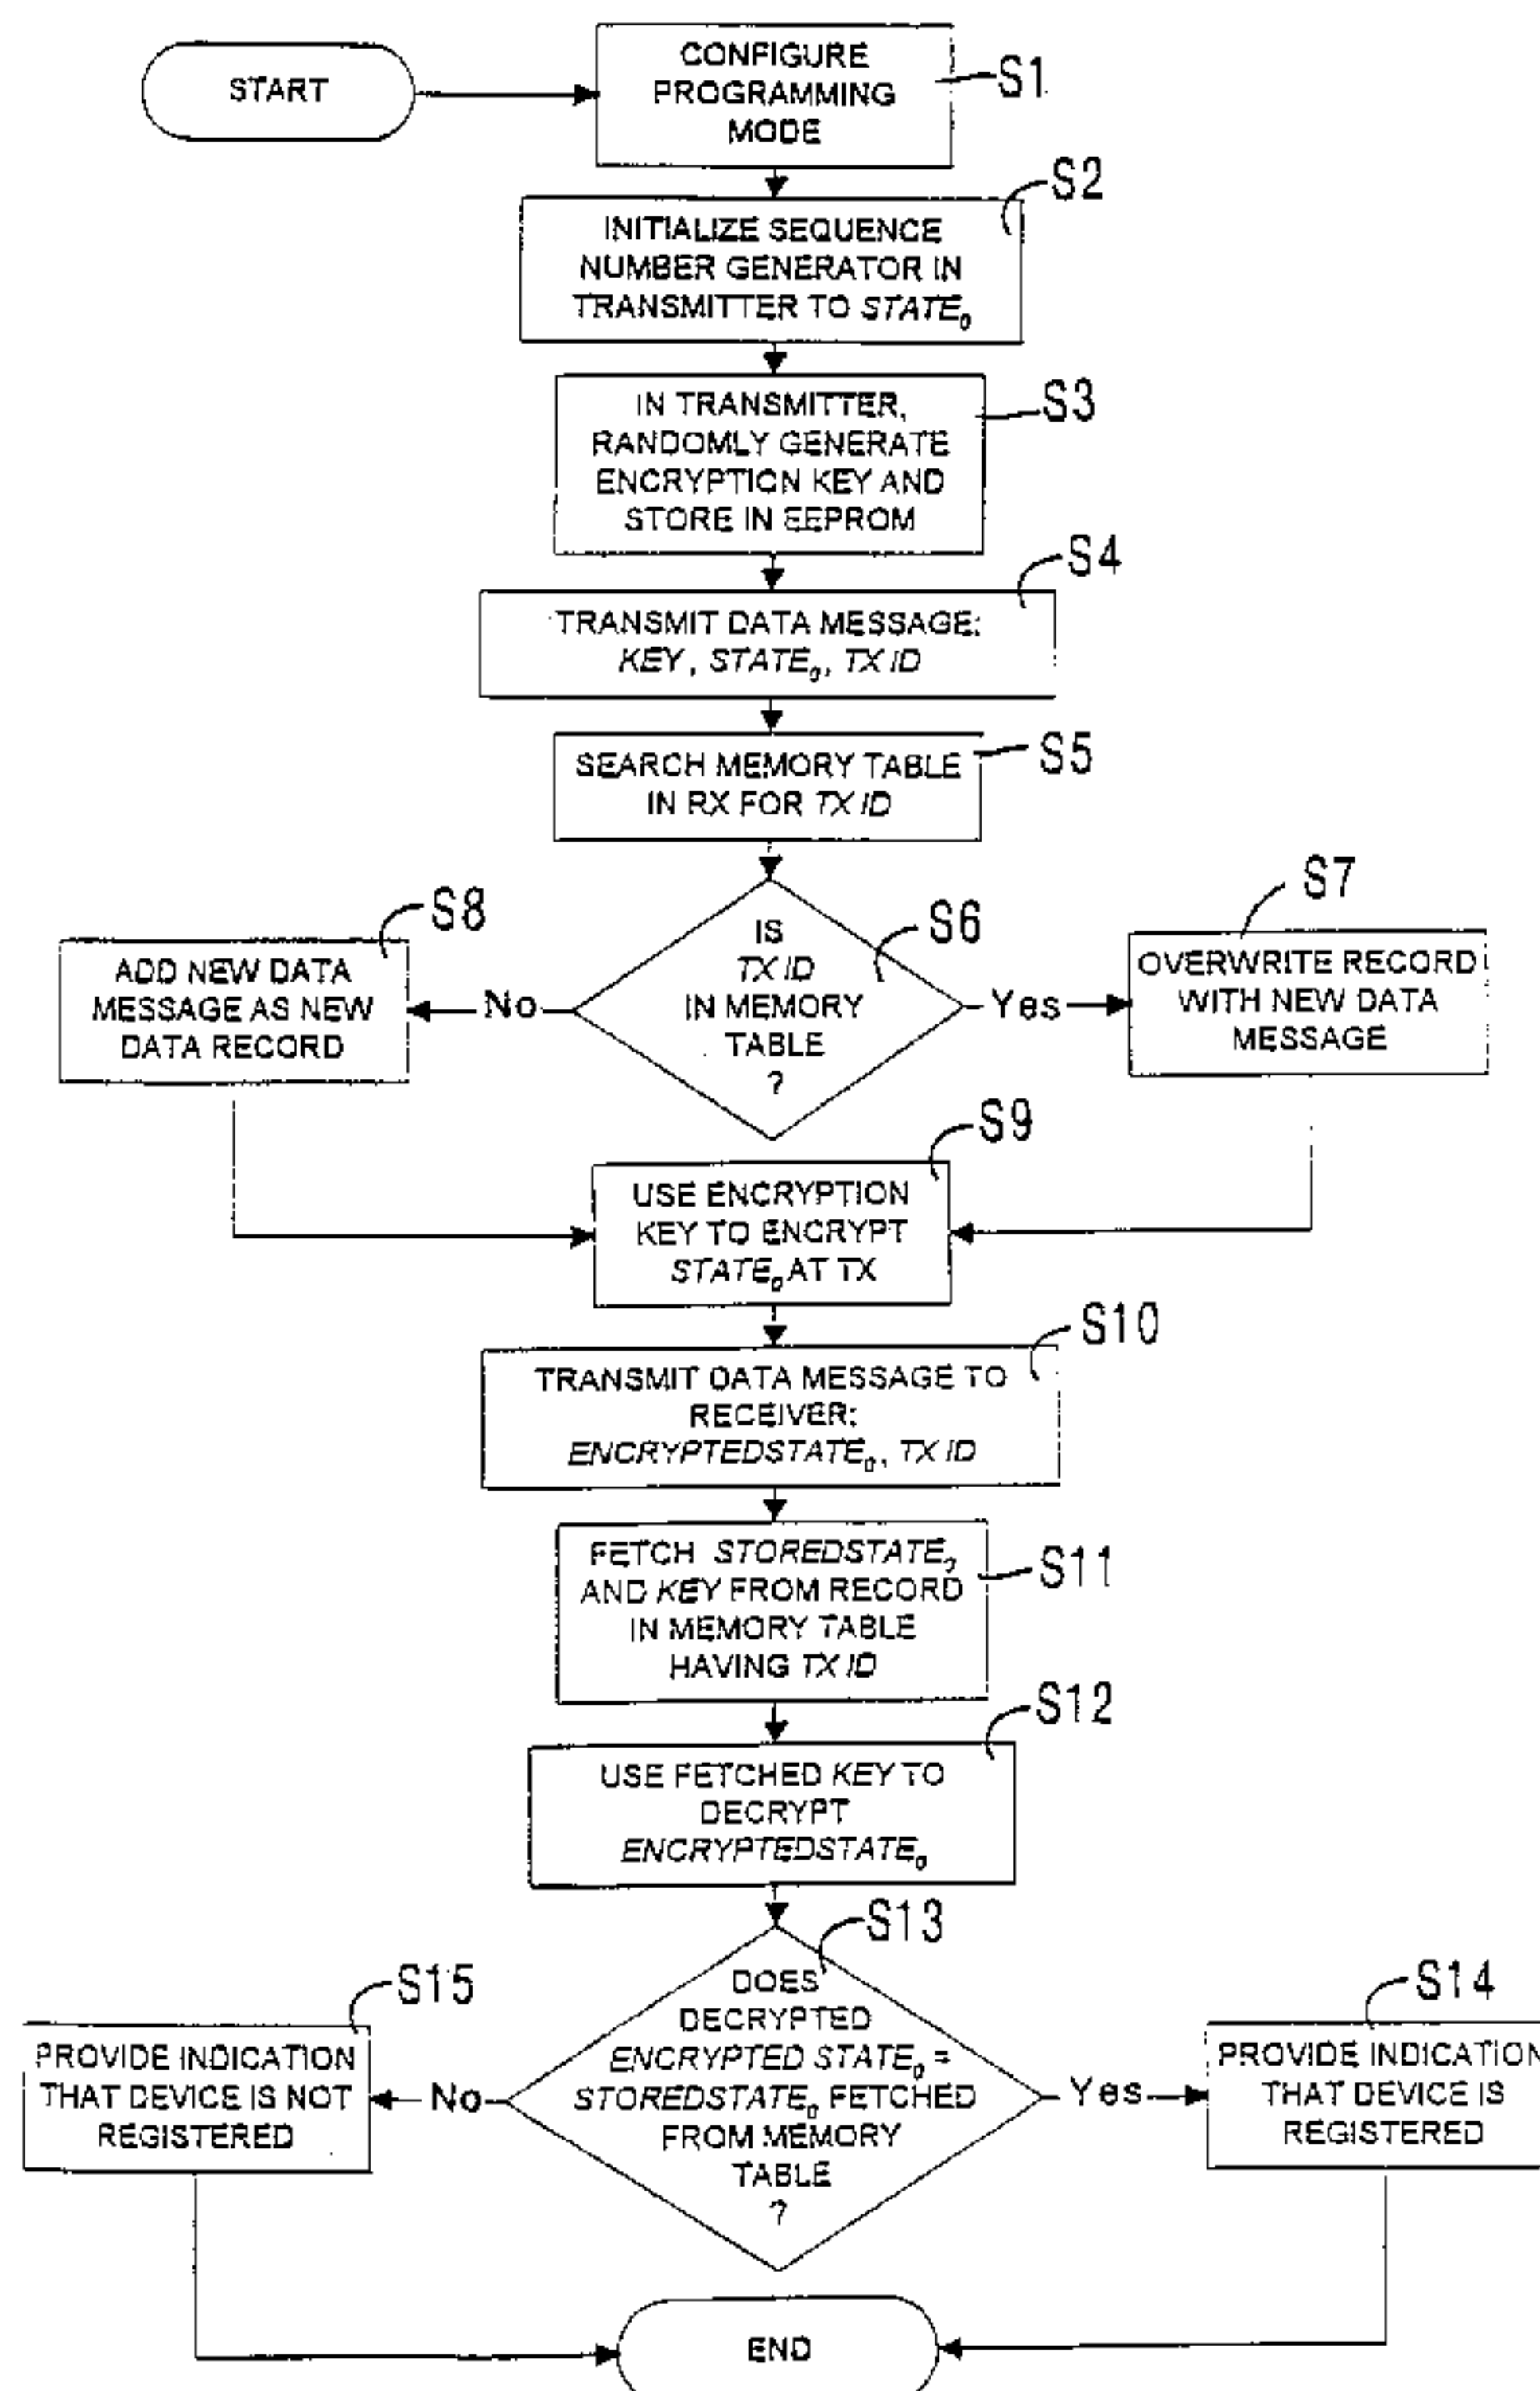 START
CONFIGURE
PROGRAMMING
MODE
S1
S2
INITIALIZE SEQUENCE
NUMBER GENERATOR IN
TRANSMITTER TO STATE₀
S3
IN TRANSMITTER,
RANDOMLY GENERATE
ENCRYPTION KEY AND
STORE IN EEPROM
S4
TRANSMIT DATA MESSAGE:
KEY, STATE₀, TX ID
S5
SEARCH MEMORY TABLE
IN RX FOR TX ID
S8
ADD NEW DATA
MESSAGE AS NEW
DATA RECORD
No
S6
IS
TX ID
IN MEMORY
TABLE
?
Yes
S7
OVERWRITE RECORD
WITH NEW DATA
MESSAGE
S9
USE ENCRYPTION
KEY TO ENCRYPT
STATE₀ AT TX
S10
TRANSMIT DATA MESSAGE TO
RECEIVER:
ENCRYPTEDSTATE₀, TX ID
S11
FETCH STOREDSTATE₀
AND KEY FROM RECORD
IN MEMORY TABLE
HAVING TX ID
S12
USE FETCHED KEY TO
DECRYPT
ENCRYPTEDSTATE₀
S13
DOES
DECRYPTED
ENCRYPTED STATE₀ =
STOREDSTATE₀ FETCHED
FROM MEMORY
TABLE
?
No
S15
PROVIDE INDICATION
THAT DEVICE IS NOT
REGISTERED
Yes
S14
PROVIDE INDICATION
THAT DEVICE IS
REGISTERED
END